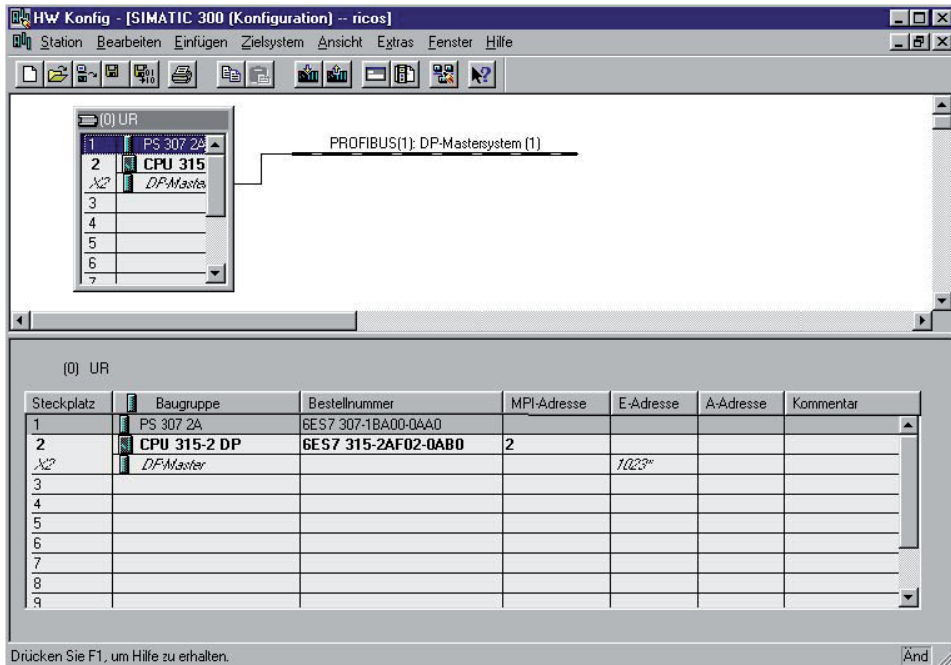 HW Konfig - [SIMATIC 300 (Konfiguration) -- ricos]
Station Bearbeiten Einfügen Zielsystem Ansicht Extras Fenster Hilfe
(0) UR
1 PS 307 2A
2 CPU 315
X2 DP-Master
3
4
5
6
7
PROFIBUS(1): DP-Mastersystem (1)
(0) UR
Steckplatz Baugruppe Bestellnummer MPI-Adresse E-Adresse A-Adresse Kommentar
1 PS 307 2A 6ES7 307-1BA00-0AA0
2 CPU 315-2 DP 6ES7 315-2AF02-0AB0 2
X2 DP-Master 1023*
3
4
5
6
7
8
9
Drücken Sie F1, um Hilfe zu erhalten. Änd